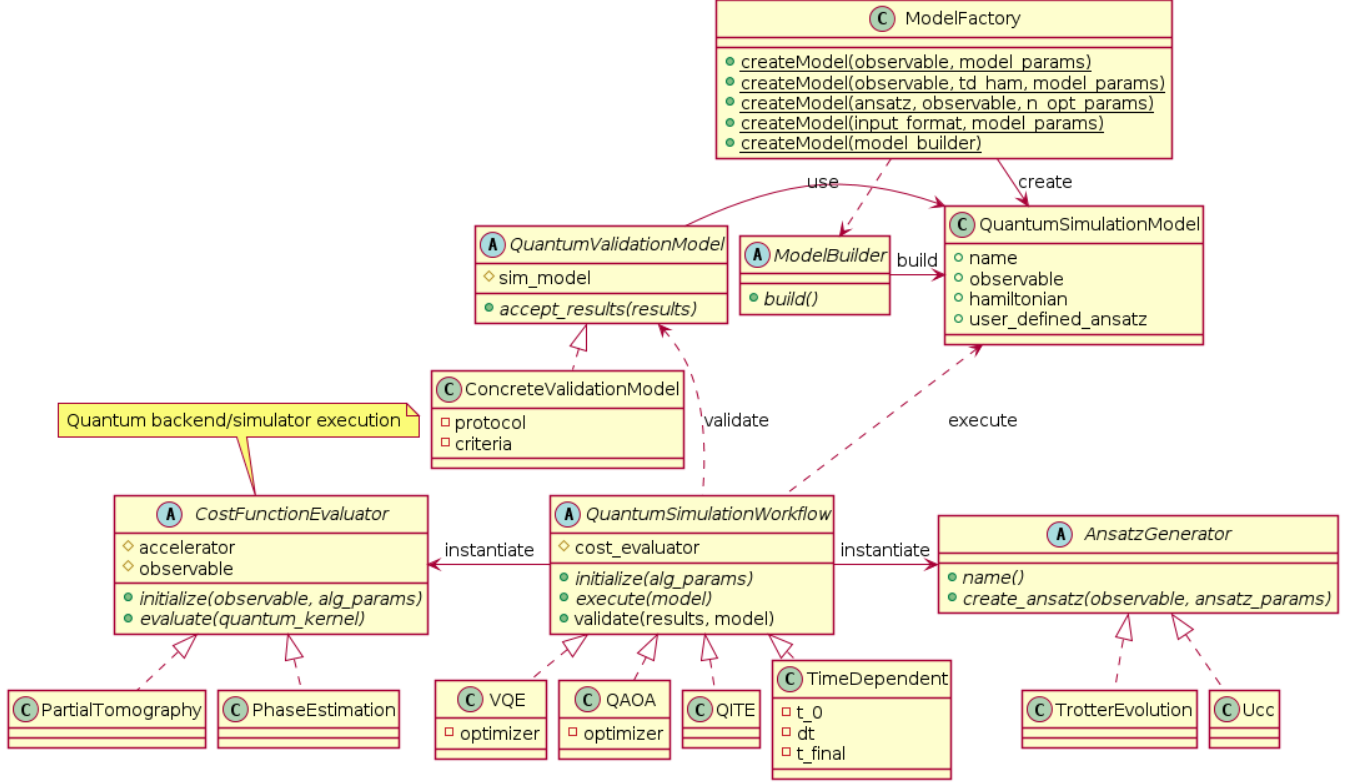 C ModelFactory
createModel(observable, model_params)
createModel(observable, td_ham, model_params)
createModel(ansatz, observable, n_opt_params)
createModel(input_format, model_params)
createModel(model_builder)
use
create
A QuantumValidationModel
sim_model
accept_results(results)
A ModelBuilder
build()
build
C QuantumSimulationModel
name
observable
hamiltonian
user_defined_ansatz
C ConcreteValidationModel
protocol
criteria
Quantum backend/simulator execution
validate
execute
A CostFunctionEvaluator
accelerator
observable
initialize(observable, alg_params)
evaluate(quantum_kernel)
instantiate
A QuantumSimulationWorkflow
cost_evaluator
initialize(alg_params)
execute(model)
validate(results, model)
instantiate
A AnsatzGenerator
name()
create_ansatz(observable, ansatz_params)
C PartialTomography
C PhaseEstimation
C VQE
optimizer
C QAOA
optimizer
C QITE
C TimeDependent
t_0
dt
t_final
C TrotterEvolution
C Ucc